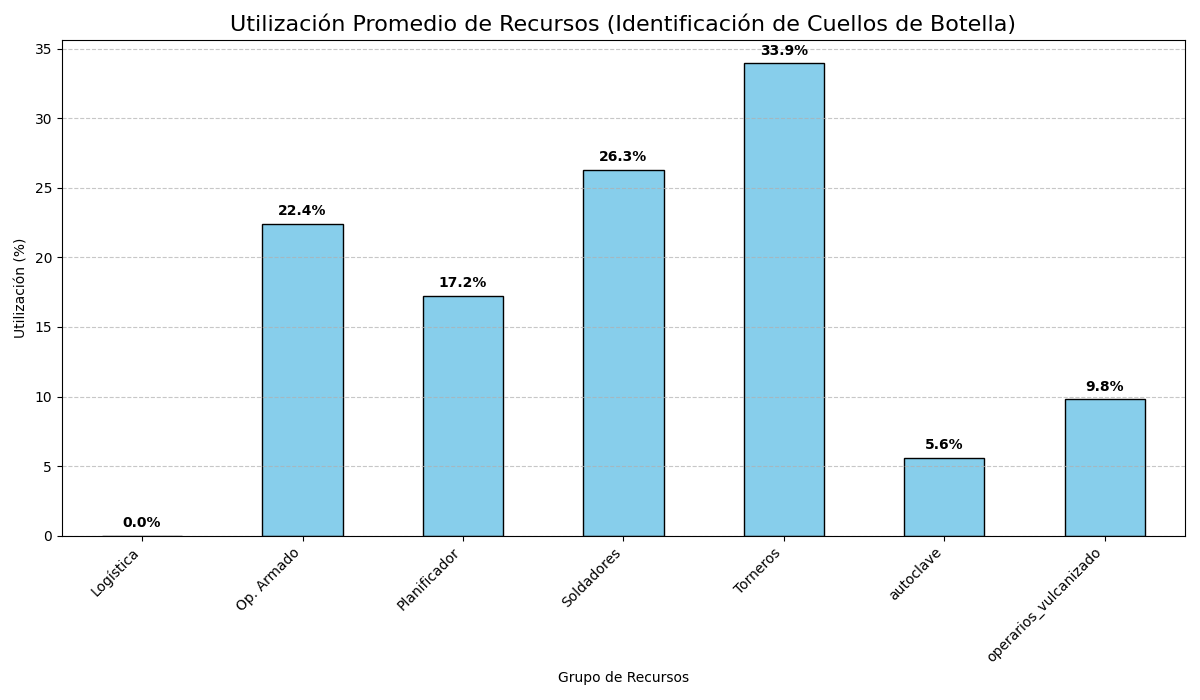 Utilización Promedio de Recursos (Identificación de Cuellos de Botella)
Utilización (%)
35
30
25
20
15
10
5
0
0.0%
22.4%
17.2%
26.3%
33.9%
5.6%
9.8%
Logística
Op. Armado
Planificador
Soldadores
Torneros
autoclave
operarios_vulcanizado
Grupo de Recursos